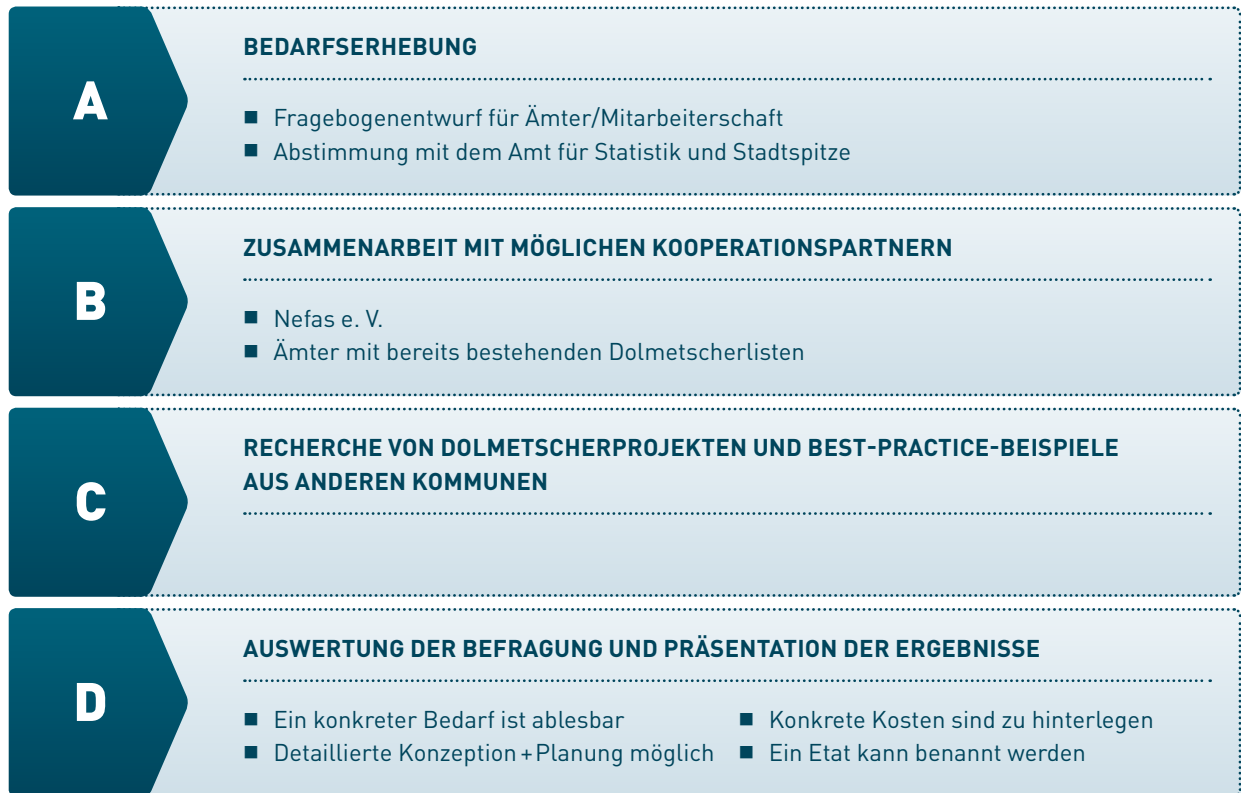 A
BEDARFSERHEBUNG
■ Fragebogenentwurf für Ämter/Mitarbeiterschaft
■ Abstimmung mit dem Amt für Statistik und Stadtspitze
B
ZUSAMMENARBEIT MIT MÖGLICHEN KOOPERATIONSPARTNERN
■ Nefas e. V.
■ Ämter mit bereits bestehenden Dolmetscherlisten
C
RECHERCHE VON DOLMETSCHERPROJEKTEN UND BEST-PRACTICE-BEISPIELE
AUS ANDEREN KOMMUNEN
D
AUSWERTUNG DER BEFRAGUNG UND PRÄSENTATION DER ERGEBNISSE
■ Ein konkreter Bedarf ist ablesbar
■ Detaillierte Konzeption + Planung möglich
■ Konkrete Kosten sind zu hinterlegen
■ Ein Etat kann benannt werden